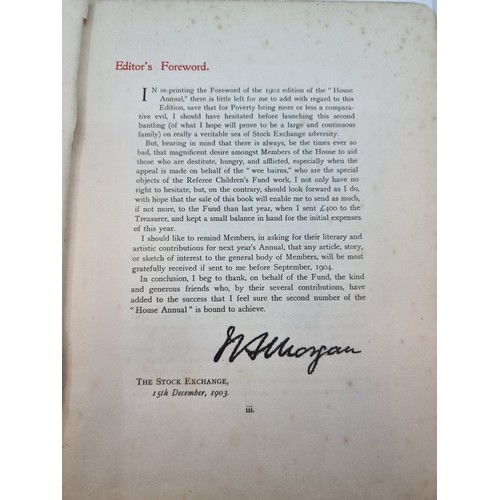 Editor's Foreword.
IN re-printing the Foreword of the 1902 edition of the "House
Annual," there is little left for me to add with regard to this
Edition, save that for Poverty being more or less a compara-
tive evil, I should have hesitated before launching this second
bantling (of what I hope will prove to be a large and continuous
family) on really a veritable sea of Stock Exchange adversity.
But, bearing in mind that there is always, be the times ever so
bad, that magnificent desire amongst Members of the House to aid
those who are destitute, hungry, and afflicted, especially when the
appeal is made on behalf of the "wee bairns," who are the special
objects of the Referee Children's Fund work, I not only have no
right to hesitate, but, on the contrary, should look forward as I do,
with hope that the sale of this book will enable me to send as much,
if not more, to the Fund than last year, when I sent £400 to the
Treasurer, and kept a small balance in hand for the initial expenses
of this year.
I should like to remind Members, in asking for their literary and
artistic contributions for next year's Annual, that any article, story,
or sketch of interest to the general body of Members, will be most
gratefully received if sent to me before September, 1904.
In conclusion, I beg to thank, on behalf of the Fund, the kind
and generous friends who, by their several contributions, have
added to the success that I feel sure the second number of the
"House Annual" is bound to achieve.
Morgan
THE STOCK EXCHANGE,
15th December, 1903.
iii.